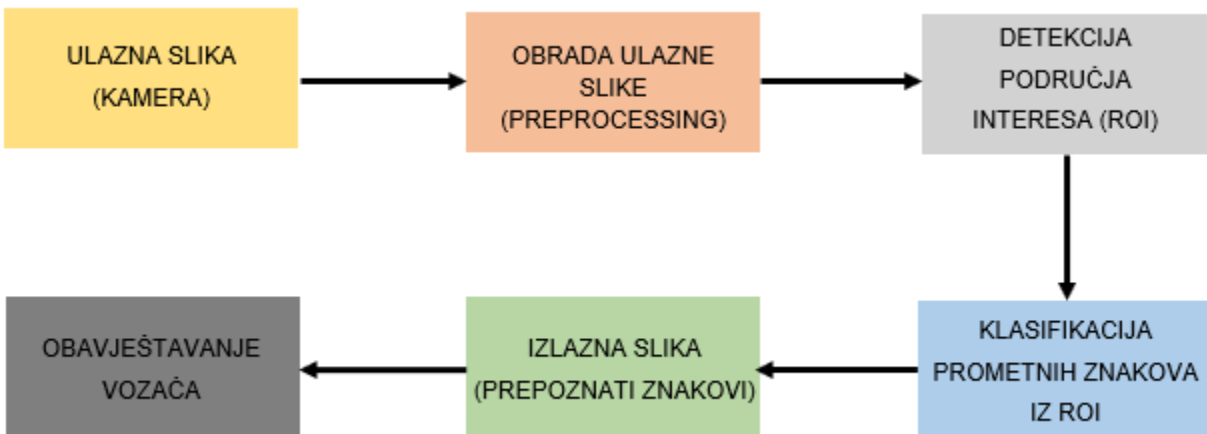 ULAZNA SLIKA
(KAMERA)
OBRADA ULAZNE
SLIKE
(PREPROCESSING)
DETEKCIJA
PODRUČJA
INTERESA (ROI)
KLASIFIKACIJA
PROMETNIH ZNAKOVA
IZ ROI
IZLAZNA SLIKA
(PREPOZNATI ZNAKOVI)
OBAVJEŠTAVANJE
VOZAČA